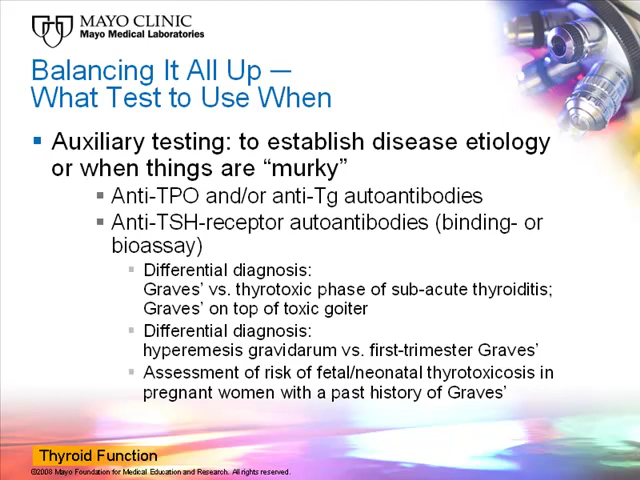 MAYO CLINIC
Mayo Medical Laboratories
Balancing It All Up —
What Test to Use When
Auxiliary testing: to establish disease etiology
or when things are “murky”
Anti-TPO and/or anti-Tg autoantibodies
Anti-TSH-receptor autoantibodies (binding- or
bioassay)
Differential diagnosis:
Graves’ vs. thyrotoxic phase of sub-acute thyroiditis;
Graves’ on top of toxic goiter
Differential diagnosis:
hyperemesis gravidarum vs. first-trimester Graves’
Assessment of risk of fetal/neonatal thyrotoxicosis in
pregnant women with a past history of Graves’
Thyroid Function
©2008 Mayo Foundation for Medical Education and Research. All rights reserved.